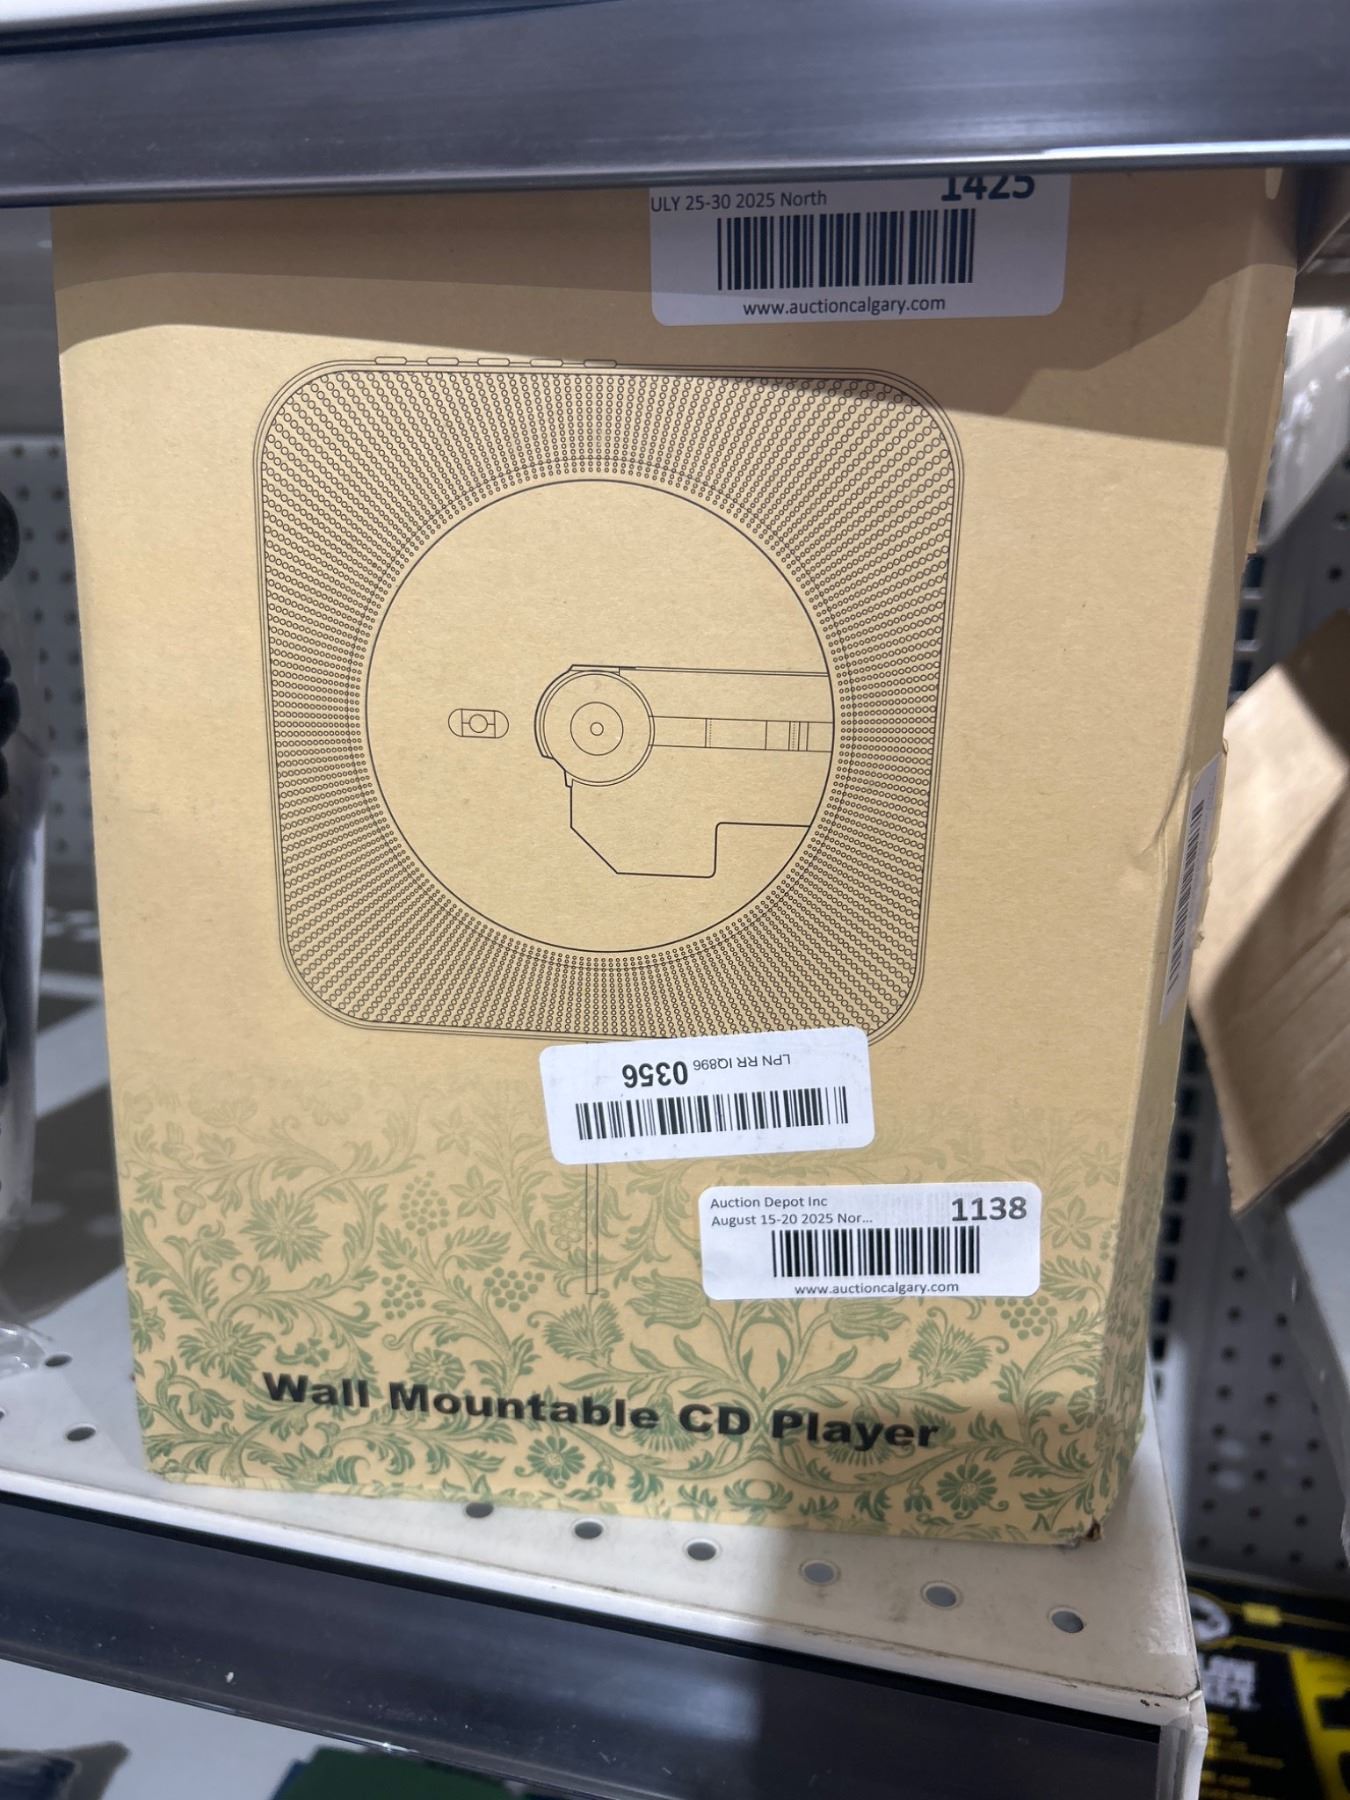 ULY 25-30 2025 North
1425
www.auctioncalgary.com
LPN RR IQ896 0356
Auction Depot Inc
August 15-20 2025 Nor...
1138
www.auctioncalgary.com
Wall Mountable CD Player